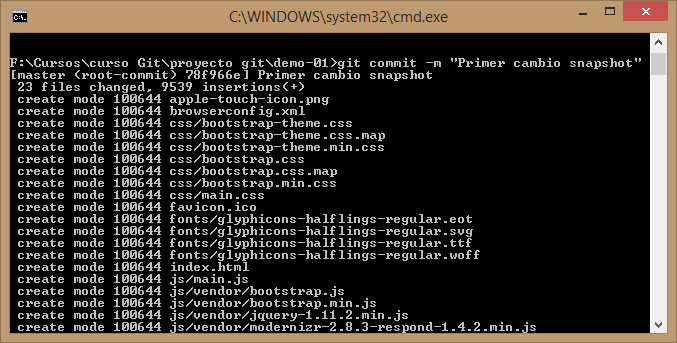 C:\WINDOWS\system32\cmd.exe
F:\Cursos\curso Git\proyecto git\demo-01>git commit -m "Primer cambio snapshot"
[master (root-commit) 78f966e] Primer cambio snapshot
 23 files changed, 9539 insertions(+)
 create mode 100644 apple-touch-icon.png
 create mode 100644 browserconfig.xml
 create mode 100644 css/bootstrap-theme.css
 create mode 100644 css/bootstrap-theme.css.map
 create mode 100644 css/bootstrap-theme.min.css
 create mode 100644 css/bootstrap.css
 create mode 100644 css/bootstrap.css.map
 create mode 100644 css/bootstrap.min.css
 create mode 100644 css/main.css
 create mode 100644 favicon.ico
 create mode 100644 fonts/glyphicons-halflings-regular.eot
 create mode 100644 fonts/glyphicons-halflings-regular.svg
 create mode 100644 fonts/glyphicons-halflings-regular.ttf
 create mode 100644 fonts/glyphicons-halflings-regular.woff
 create mode 100644 index.html
 create mode 100644 js/main.js
 create mode 100644 js/vendor/bootstrap.js
 create mode 100644 js/vendor/bootstrap.min.js
 create mode 100644 js/vendor/jquery-1.11.2.min.js
 create mode 100644 js/vendor/modernizr-2.8.3-respond-1.4.2.min.js